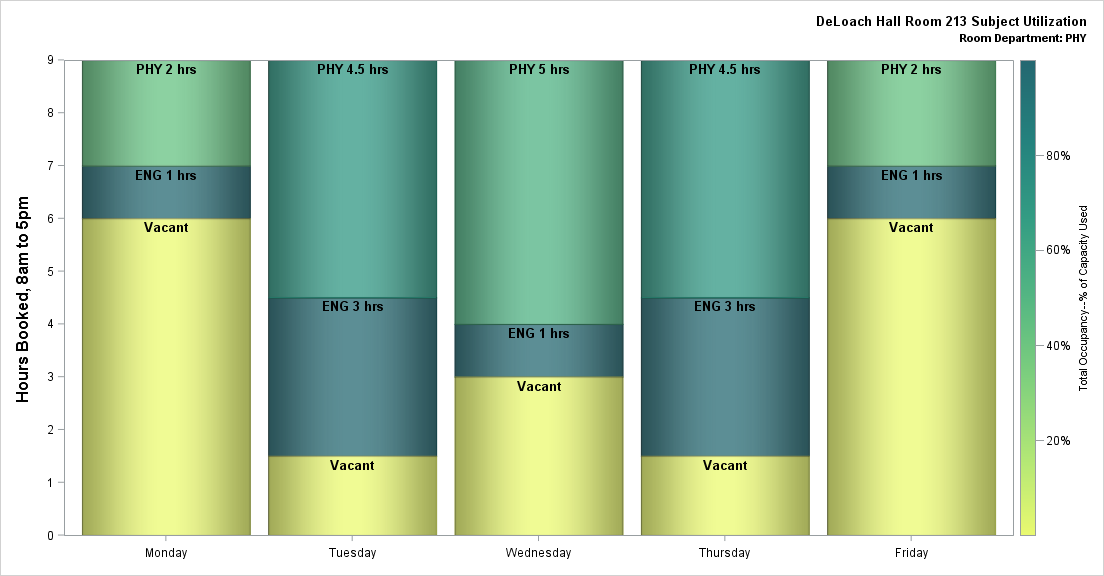 DeLoach Hall Room 213 Subject Utilization
Room Department: PHY
Hours Booked, 8am to 5pm
9
8
7
6
5
4
3
2
1
0
PHY 2 hrs
ENG 1 hrs
Vacant
PHY 4.5 hrs
ENG 3 hrs
Vacant
PHY 5 hrs
ENG 1 hrs
Vacant
PHY 4.5 hrs
ENG 3 hrs
Vacant
PHY 2 hrs
ENG 1 hrs
Vacant
Monday
Tuesday
Wednesday
Thursday
Friday
80%
60%
40%
20%
Total Occupancy--% of Capacity Used